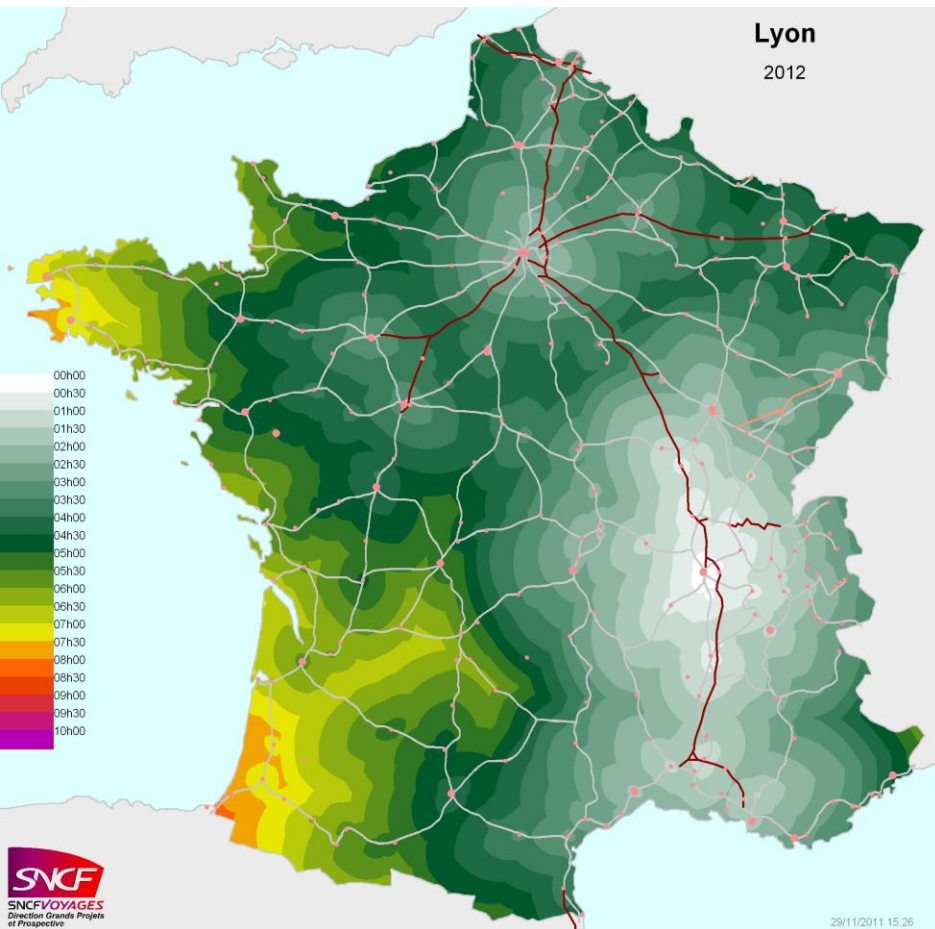 Lyon
2012
00h00
00h30
01h00
01h30
02h00
02h30
03h00
03h30
04h00
04h30
05h00
05h30
06h00
06h30
07h00
07h30
08h00
08h30
09h00
09h30
10h00
SNCF
SNCFVOYAGES
Direction Grands Projets
et Prospective
29/11/2011 15:26